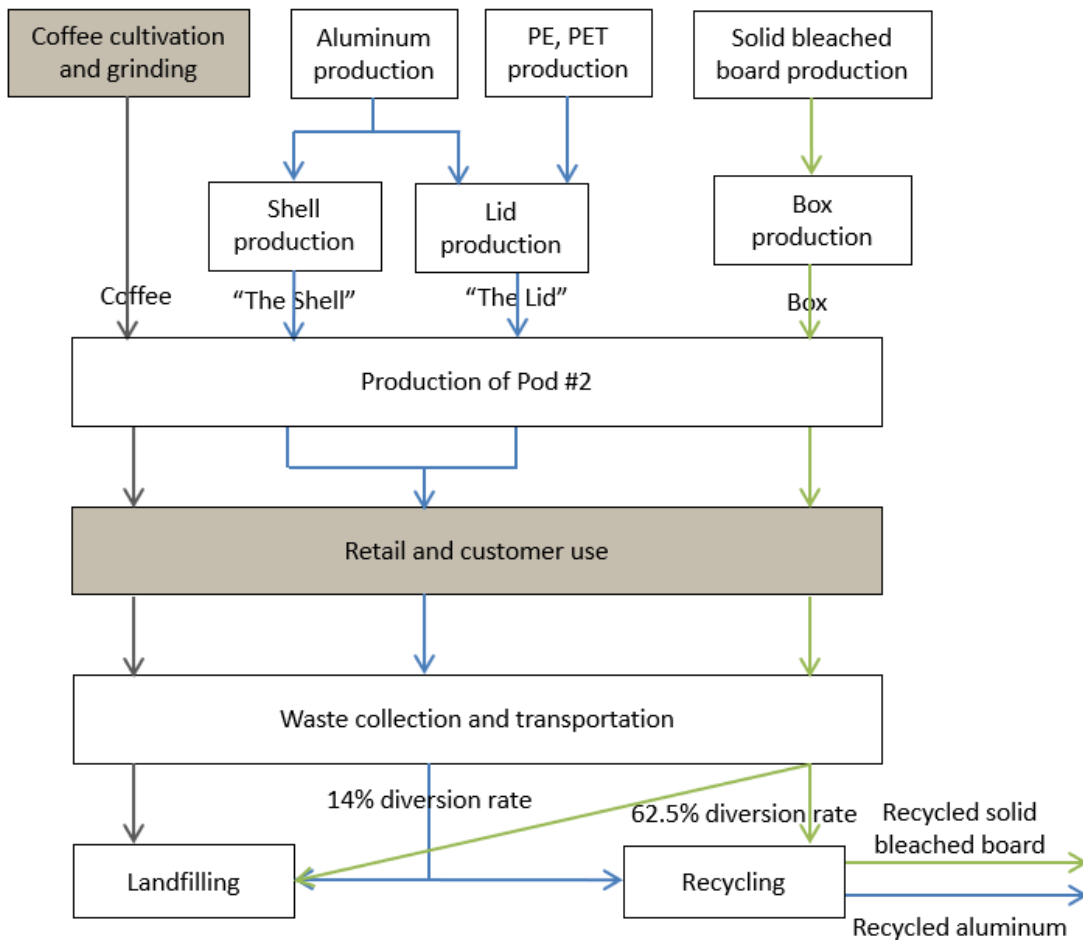 Coffee cultivation
and grinding
Aluminum
production
PE, PET
production
Solid bleached
board production
Shell
production
Lid
production
Box
production
Coffee
“The Shell”
“The Lid”
Box
Production of Pod #2
Retail and customer use
Waste collection and transportation
14% diversion rate
62.5% diversion rate
Recycled solid
bleached board
Landfilling
Recycling
Recycled aluminum